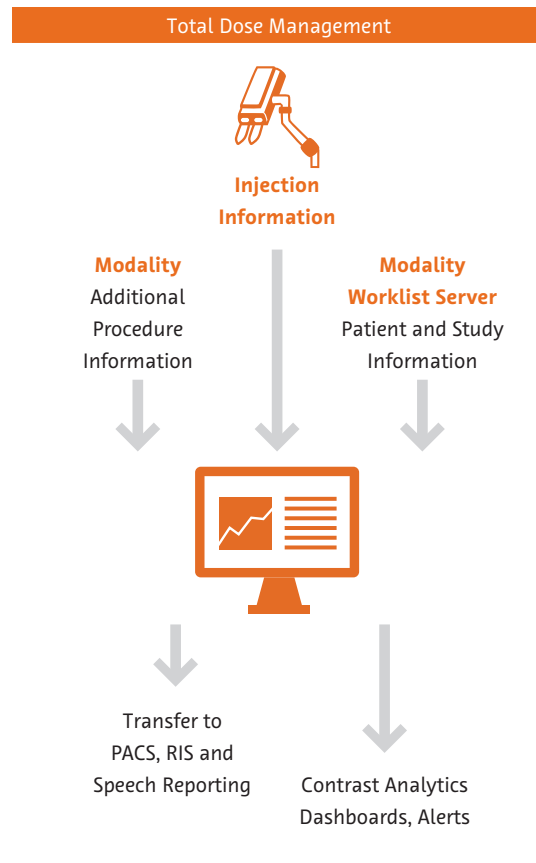 Total Dose Management
Injection
Information
Modality
Additional
Procedure
Information
Modality
Worklist Server
Patient and Study
Information
Transfer to
PACS, RIS and
Speech Reporting
Contrast Analytics
Dashboards, Alerts